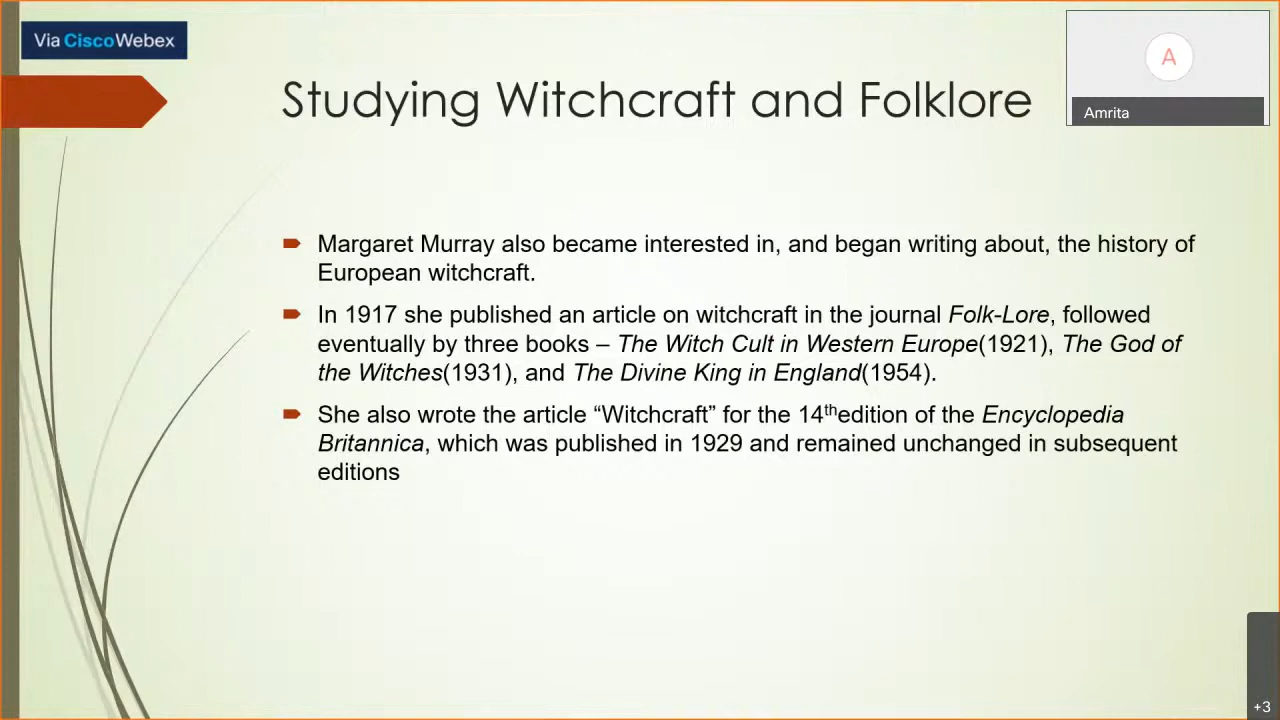 Via CiscoWebex
A
Amrita
Studying Witchcraft and Folklore
Margaret Murray also became interested in, and began writing about, the history of
European witchcraft.
In 1917 she published an article on witchcraft in the journal Folk-Lore, followed
eventually by three books – The Witch Cult in Western Europe(1921), The God of
the Witches(1931), and The Divine King in England(1954).
She also wrote the article “Witchcraft” for the 14thedition of the Encyclopedia
Britannica, which was published in 1929 and remained unchanged in subsequent
editions
+3